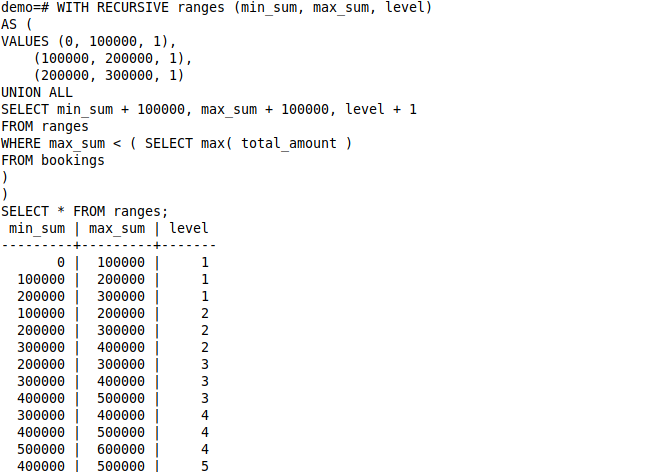 demo=# WITH RECURSIVE ranges (min_sum, max_sum, level)
AS (
VALUES (0, 100000, 1),
    (100000, 200000, 1),
    (200000, 300000, 1)
UNION ALL
SELECT min_sum + 100000, max_sum + 100000, level + 1
FROM ranges
WHERE max_sum < ( SELECT max( total_amount )
FROM bookings
)
)
SELECT * FROM ranges;
 min_sum | max_sum | level
---------+---------+-------
       0 |  100000 |     1
  100000 |  200000 |     1
  200000 |  300000 |     1
  100000 |  200000 |     2
  200000 |  300000 |     2
  300000 |  400000 |     2
  200000 |  300000 |     3
  300000 |  400000 |     3
  400000 |  500000 |     3
  300000 |  400000 |     4
  400000 |  500000 |     4
  500000 |  600000 |     4
  400000 |  500000 |     5